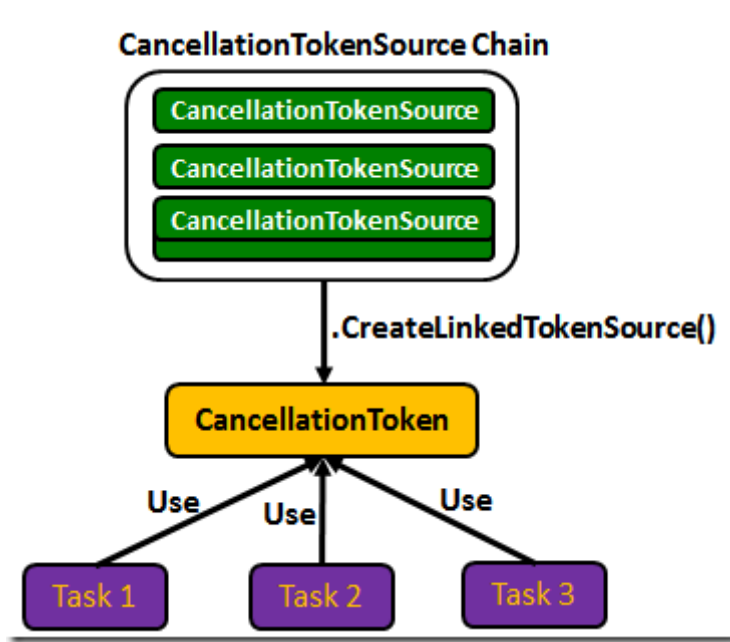 CancellationTokenSource Chain
CancellationTokenSource
CancellationTokenSource
CancellationTokenSource
.CreateLinkedTokenSource()
CancellationToken
Use
Use
Use
Task 1
Task 2
Task 3